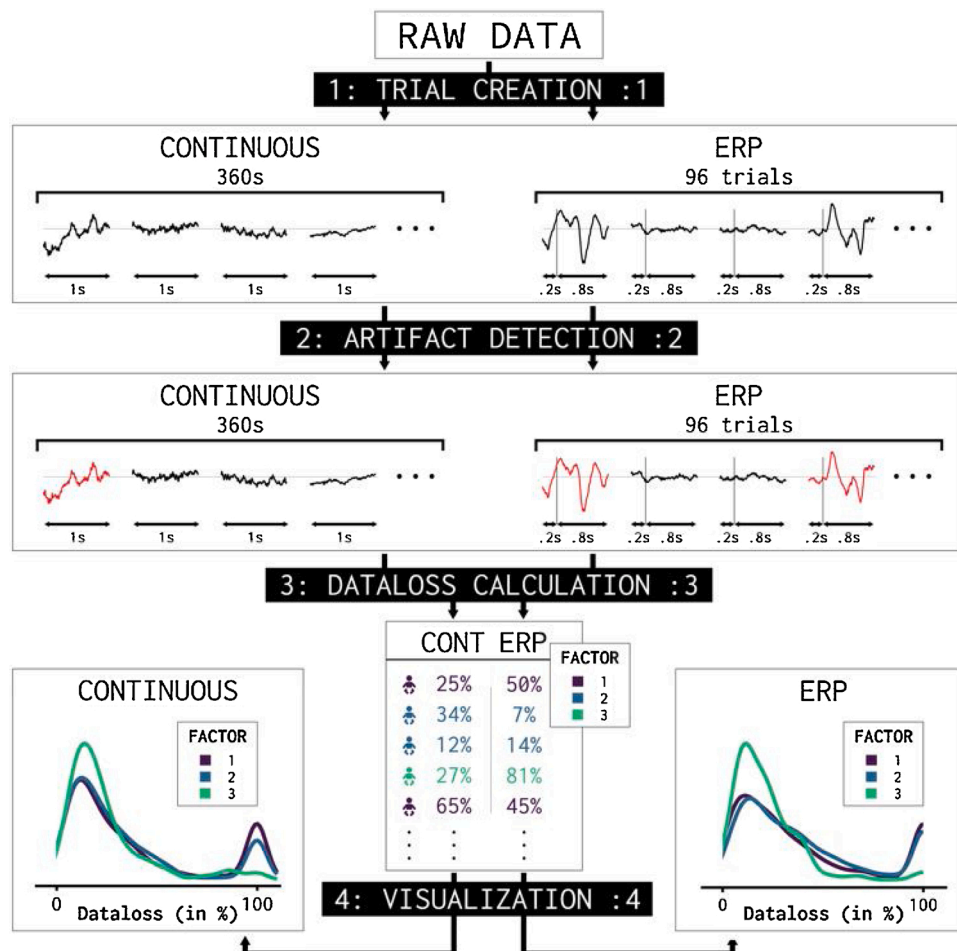 RAW DATA
1: TRIAL CREATION :1
CONTINUOUS
360s
1s 1s 1s 1s
ERP
96 trials
.2s .8s .2s .8s .2s .8s .2s .8s
2: ARTIFACT DETECTION :2
CONTINUOUS
360s
1s 1s 1s 1s
ERP
96 trials
.2s .8s .2s .8s .2s .8s .2s .8s
3: DATALOSS CALCULATION :3
CONT ERP
25% 50%
34% 7%
12% 14%
27% 81%
65% 45%
FACTOR
1
2
3
CONTINUOUS
FACTOR
1
2
3
0 100
Dataloss (in %)
ERP
FACTOR
1
2
3
0 100
Dataloss (in %)
4: VISUALIZATION :4